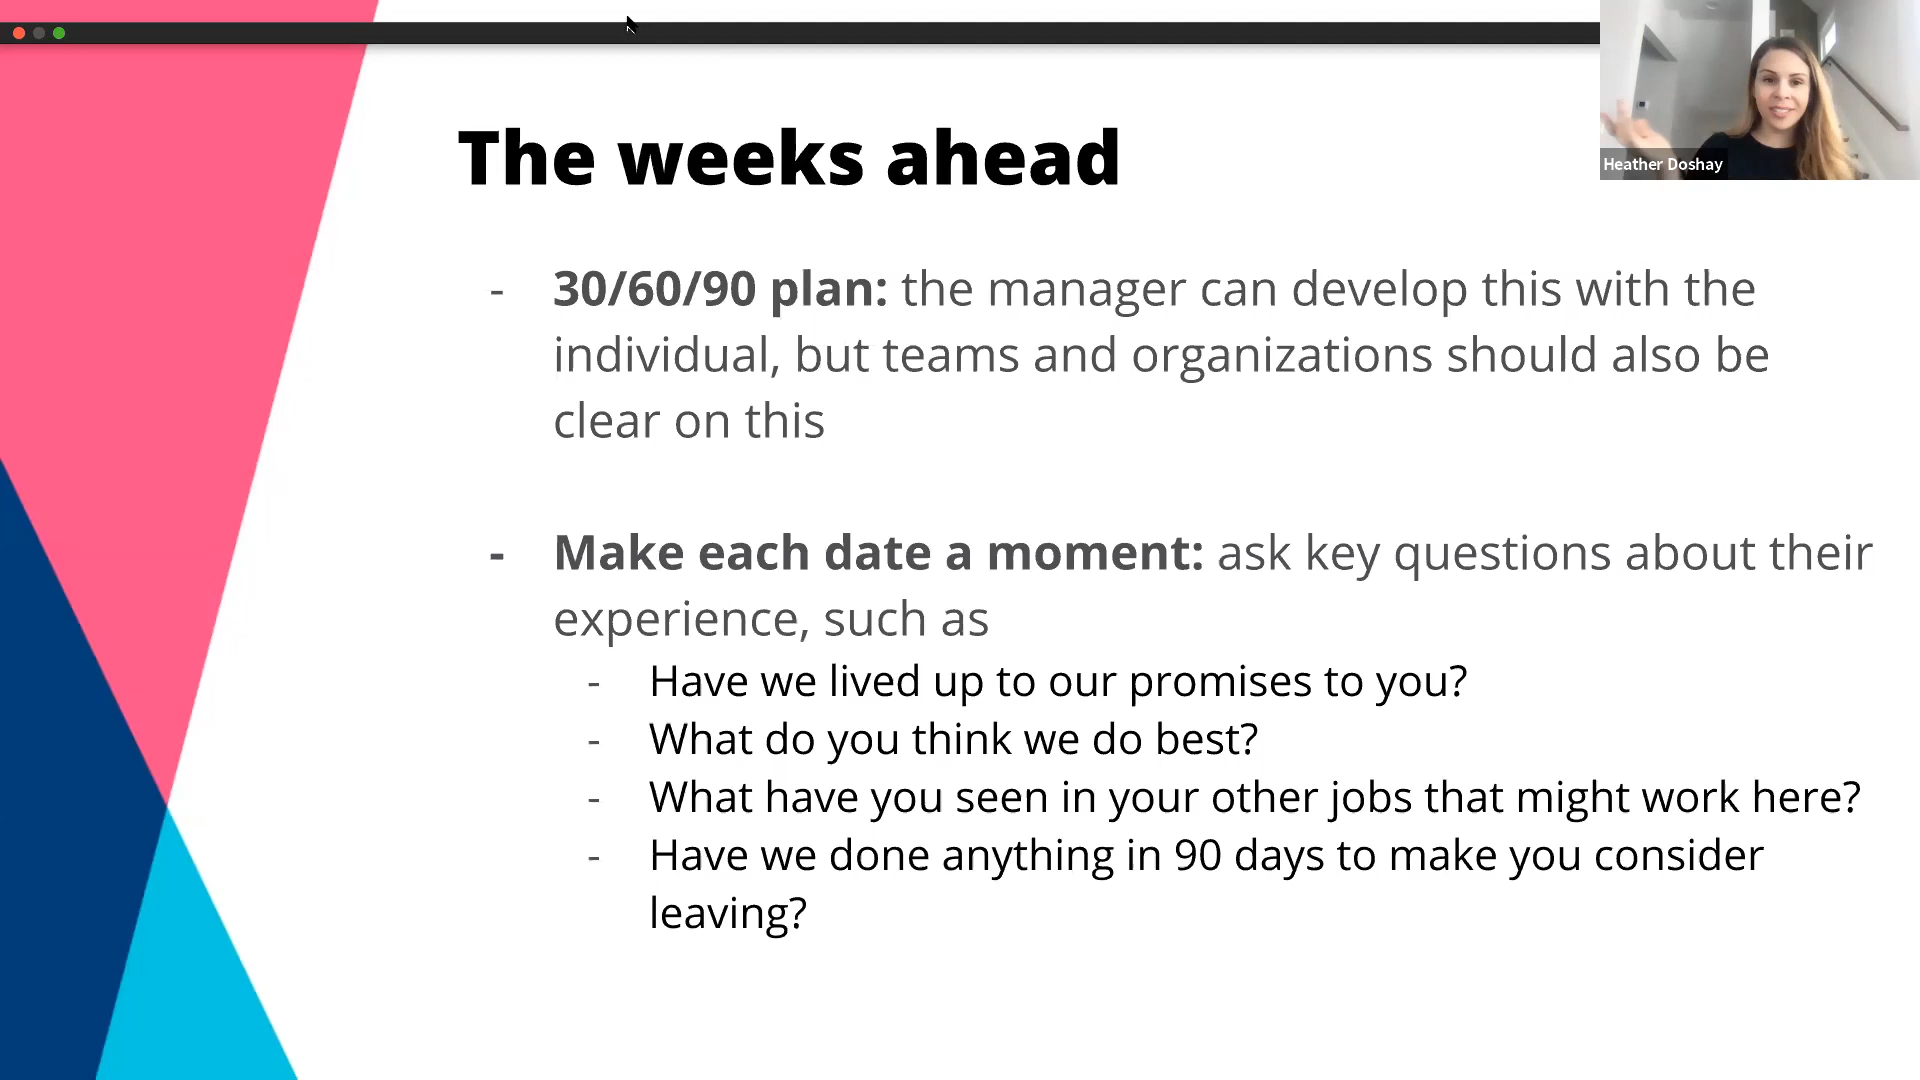 The weeks ahead
Heather Doshay
- 30/60/90 plan: the manager can develop this with the
individual, but teams and organizations should also be
clear on this
- Make each date a moment: ask key questions about their
experience, such as
- Have we lived up to our promises to you?
- What do you think we do best?
- What have you seen in your other jobs that might work here?
- Have we done anything in 90 days to make you consider
leaving?